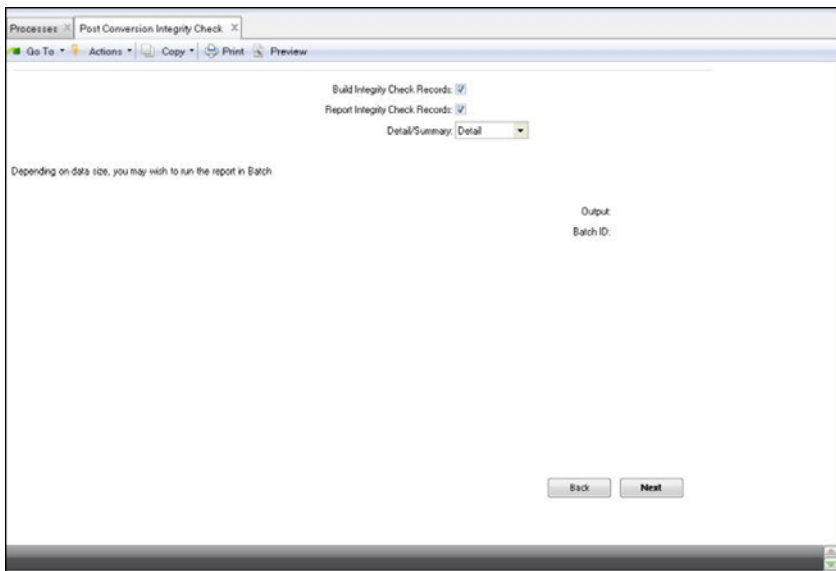 Processes Post Conversion Integrity Check
Go To Actions Copy Print Preview
Build Integrity Check Records:
Report Integrity Check Records:
Detail/Summary: Detail
Depending on data size, you may wish to run the report in Batch
Output:
Batch ID:
Back Next